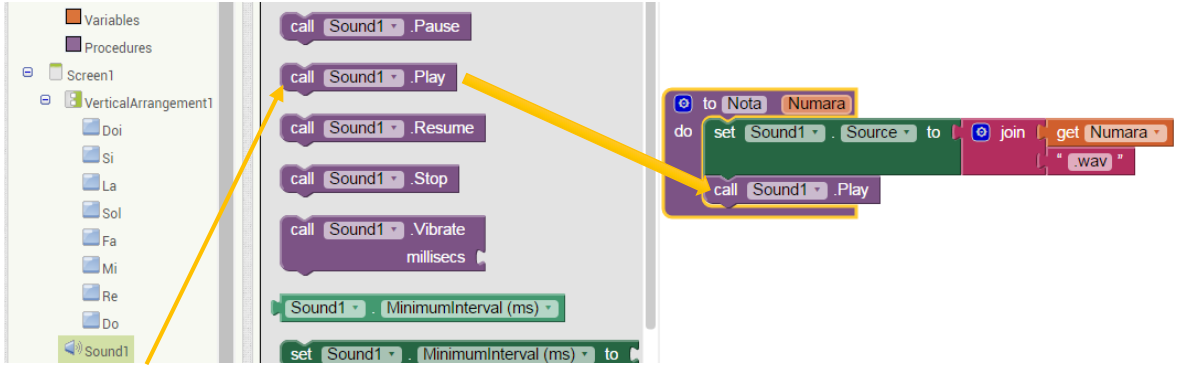 Variables
Procedures
Screen1
VerticalArrangement1
Doi
Si
La
Sol
Fa
Mi
Re
Do
Sound1
call Sound1 .Pause
call Sound1 .Play
call Sound1 .Resume
call Sound1 .Stop
call Sound1 .Vibrate
millisecs
Sound1 . MinimumInterval (ms)
set Sound1 . MinimumInterval (ms) to
to Nota Numara
do set Sound1 . Source to join get Numara
" .wav "
call Sound1 .Play